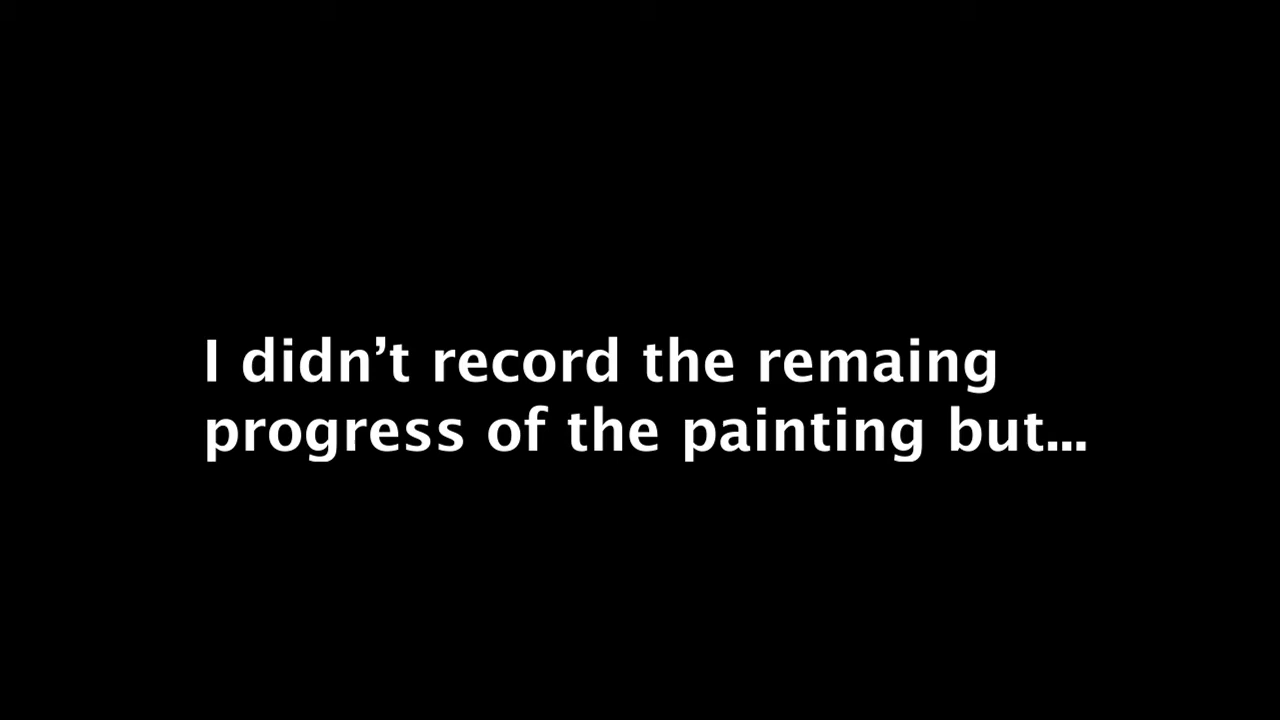 I didn’t record the remaing
progress of the painting but...